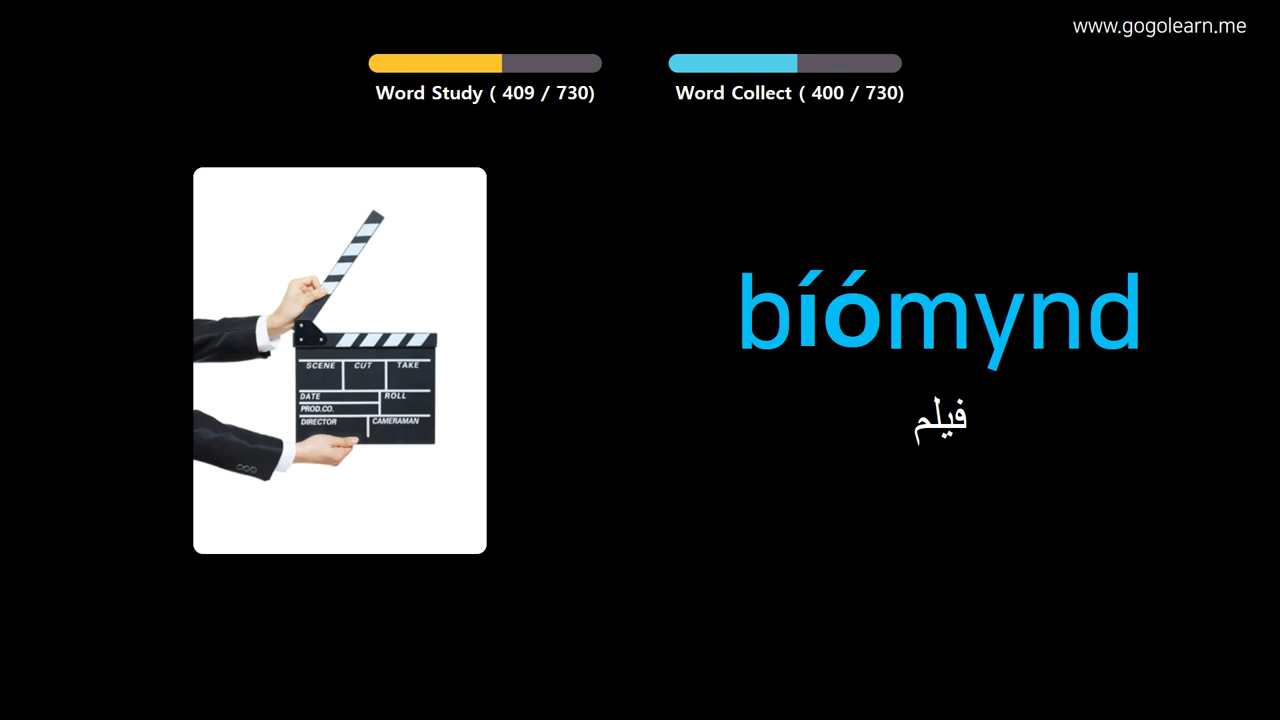 www.gogolearn.me
Word Study ( 409 / 730)
Word Collect ( 400 / 730)
SCENE CUT TAKE
DATE ROLL
PROD.CO.
DIRECTOR CAMERAMAN
bíómynd
فيلم